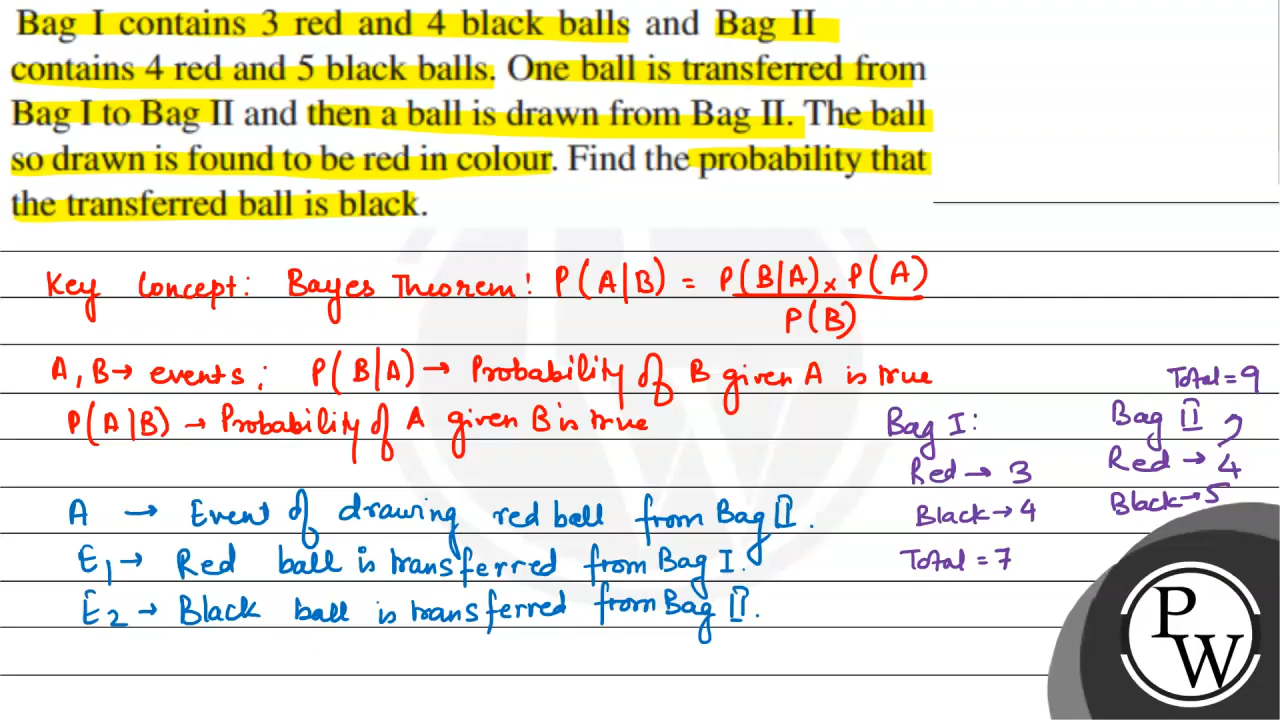 Bag I contains 3 red and 4 black balls and Bag II
contains 4 red and 5 black balls. One ball is transferred from
Bag I to Bag II and then a ball is drawn from Bag II. The ball
so drawn is found to be red in colour. Find the probability that
the transferred ball is black.
Key Concept: Bayes Theorem: P(A|B) = P(B|A) × P(A)
P(B)
A, B → events; P(B|A) → Probability of B given A is true
P(A|B) → Probability of A given B is true
Total = 9
Bag I:
Red → 3
Black → 4
Total = 7
Bag II
Red → 4
Black → 5
A → Event of drawing red ball from Bag II.
E1 → Red ball is transferred from Bag I.
E2 → Black ball is transferred from Bag II.
PW